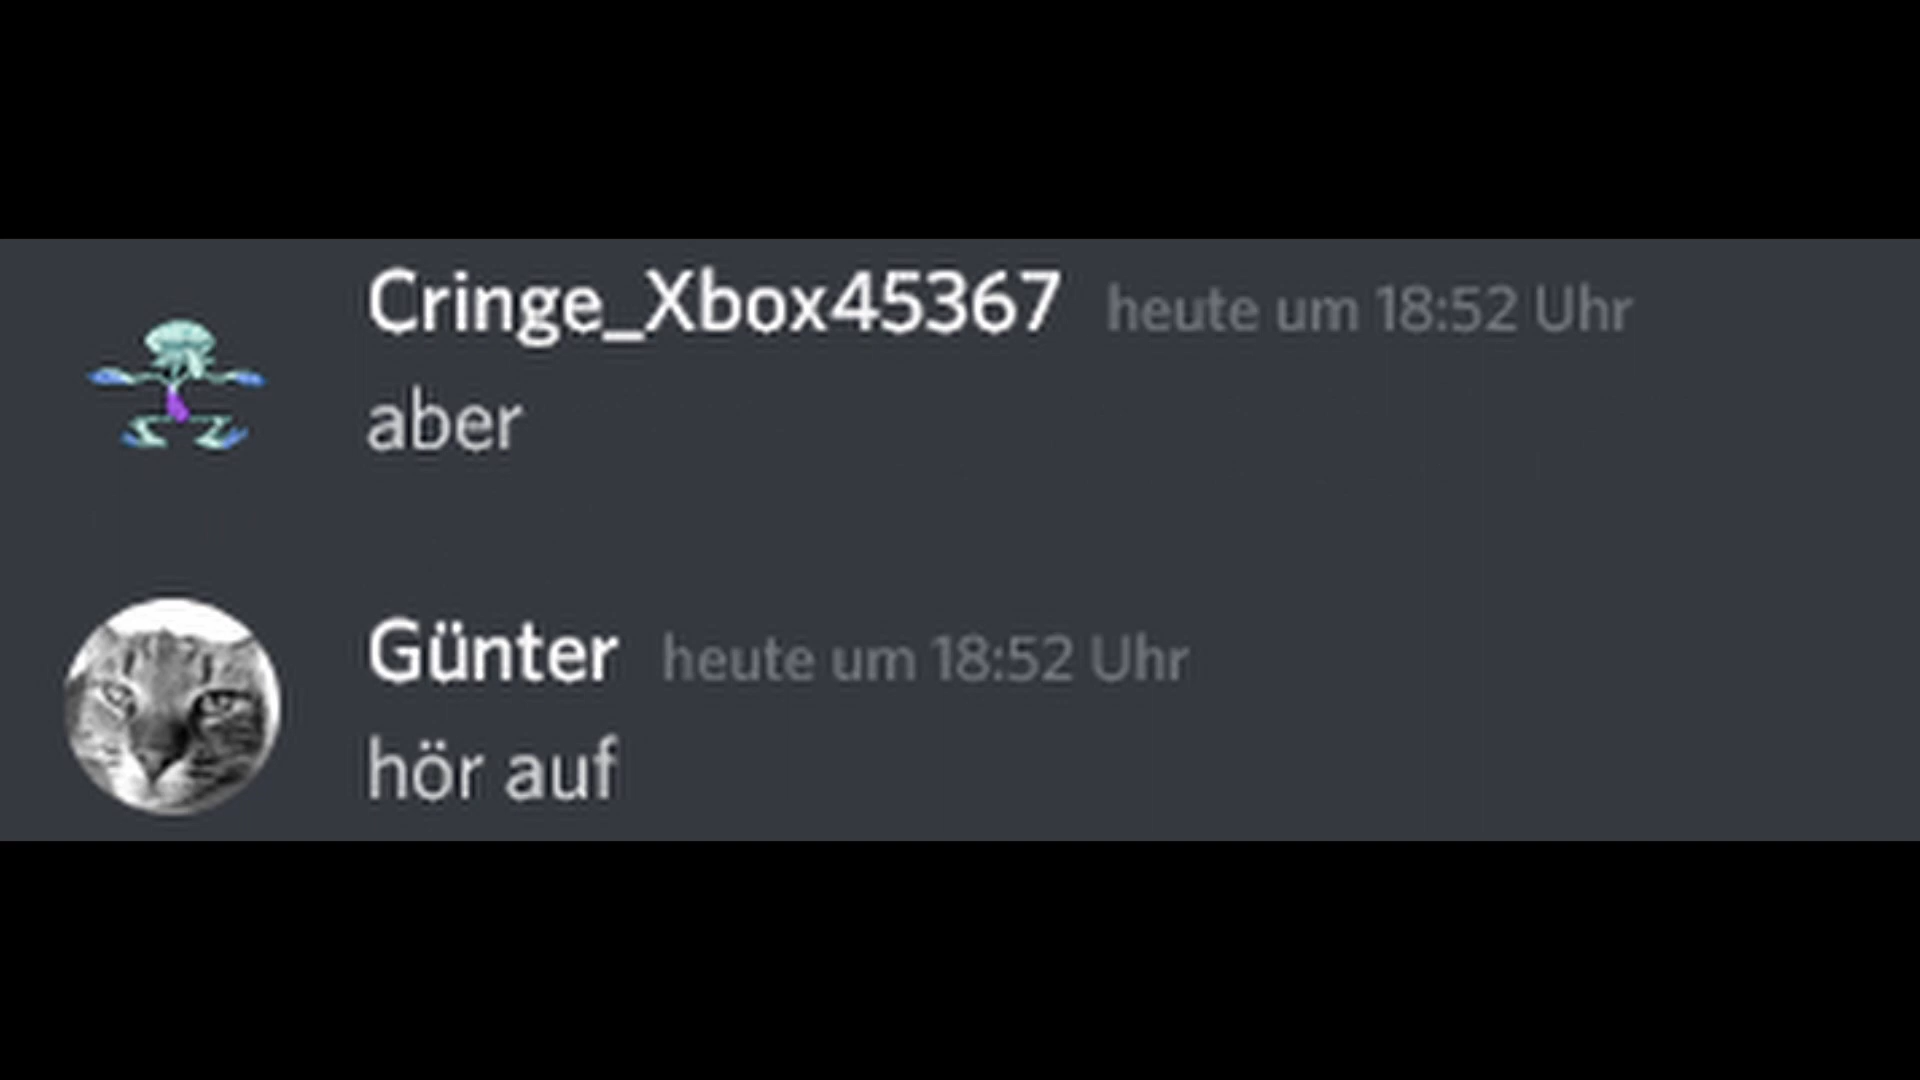 Cringe_Xbox45367 heute um 18:52 Uhr
aber
Günter heute um 18:52 Uhr
hör auf